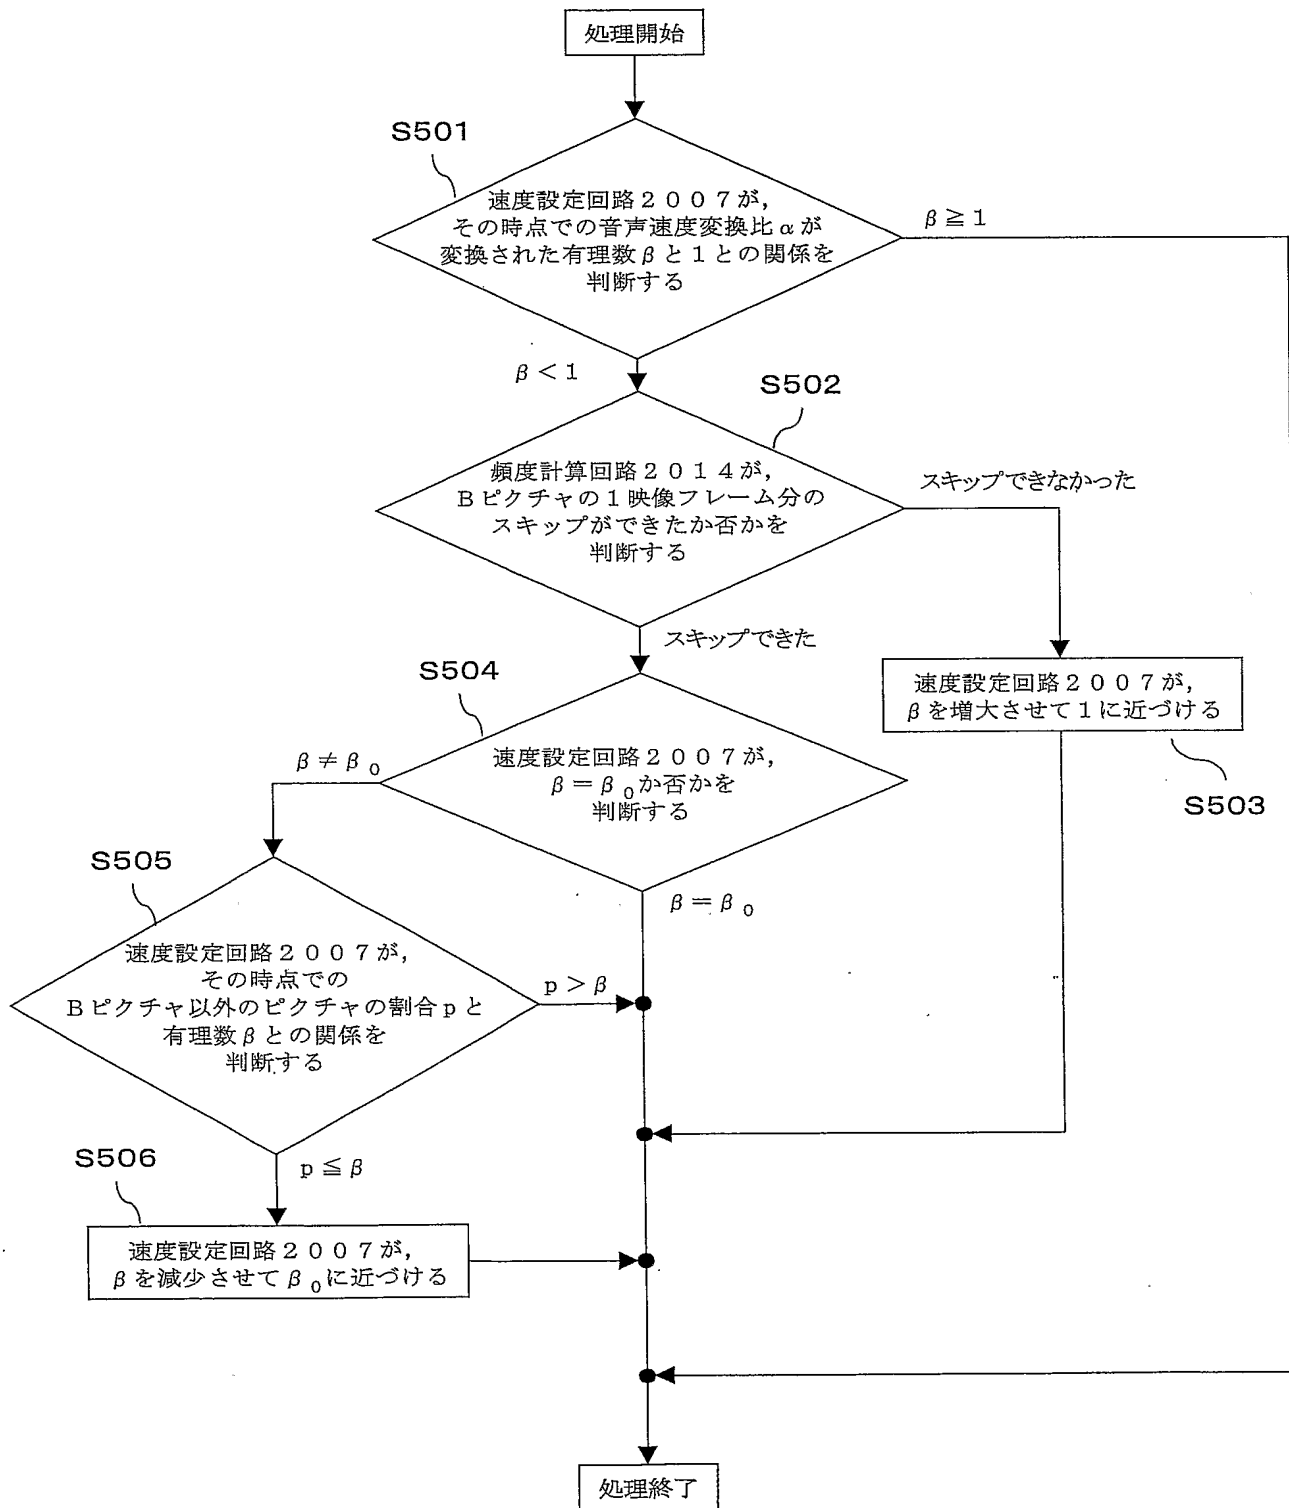 処理開始
S501
速度設定回路2007が,
その時点での音声速度変換比αが
変換された有理数βと1との関係を
判断する
β≧1
β<1
S502
頻度計算回路2014が,
Bピクチャの1映像フレーム分の
スキップができたか否かを
判断する
スキップできなかった
スキップできた
速度設定回路2007が,
βを増大させて1に近づける
S503
S504
速度設定回路2007が,
β=β0か否かを
判断する
β≠β0
β=β0
S505
速度設定回路2007が,
その時点での
Bピクチャ以外のピクチャの割合pと
有理数βとの関係を
判断する
p>β
p≦β
S506
速度設定回路2007が,
βを減少させてβ0に近づける
処理終了